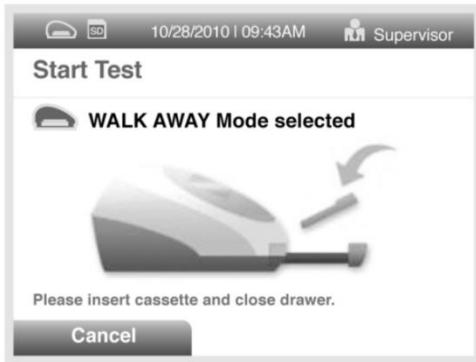 SD 10/28/2010 | 09:43AM Supervisor
Start Test
WALK AWAY Mode selected
Please insert cassette and close drawer.
Cancel